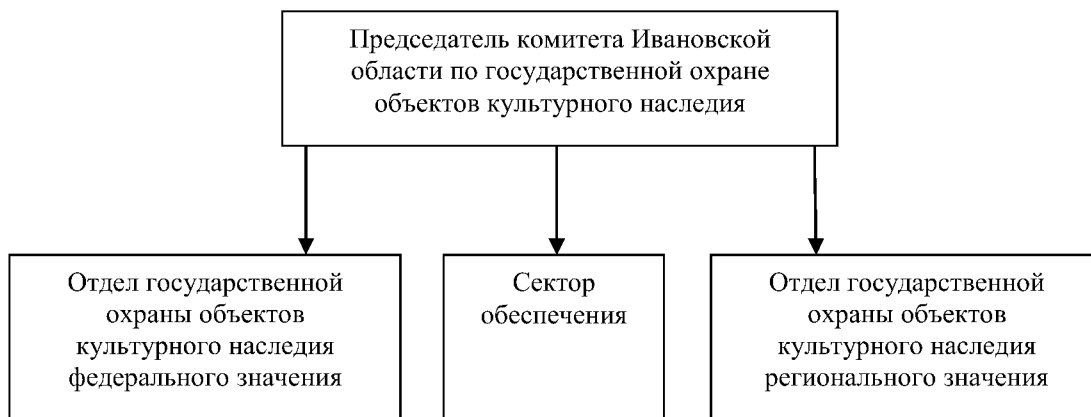 Председатель комитета Ивановской
области по государственной охране
объектов культурного наследия
Отдел государственной
охраны объектов
культурного наследия
федерального значения
Сектор
обеспечения
Отдел государственной
охраны объектов
культурного наследия
регионального значения